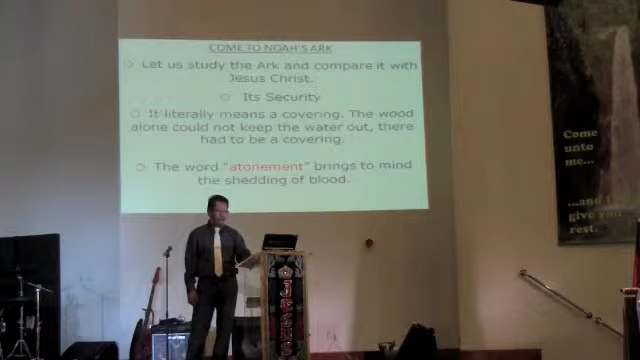 COME TO NOAH'S ARK
Let us study the Ark and compare it with
Jesus Christ.
Its Security
It literally means a covering. The wood
alone could not keep the water out, there
had to be a covering.
The word "atonement" brings to mind
the shedding of blood.
Come
unto
me...
...and I
give you
rest.
JESUS